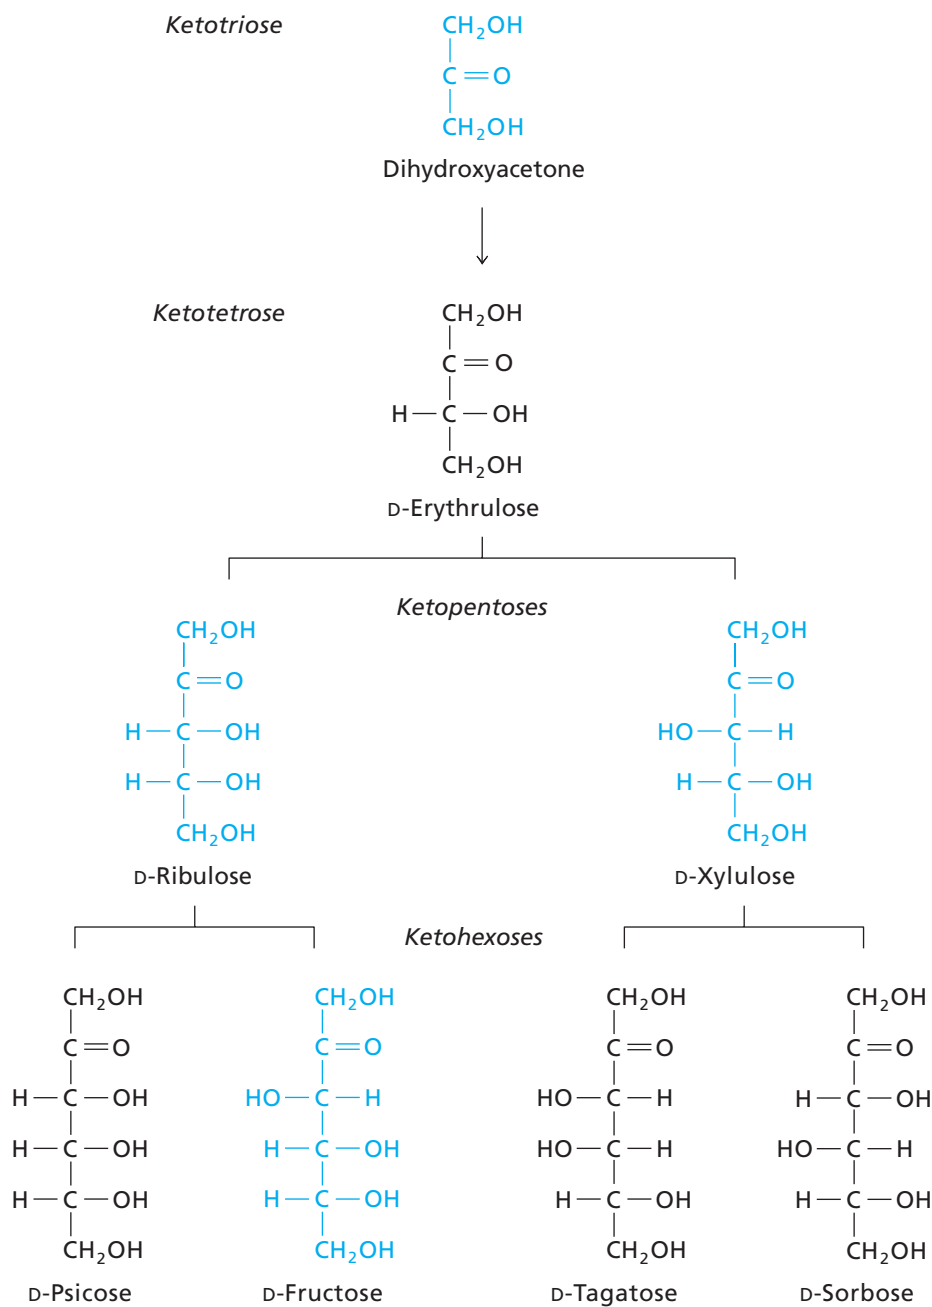 Ketotriose
CH₂OH
C=O
CH₂OH
Dihydroxyacetone
Ketotetrose
CH₂OH
C=O
H—C—OH
CH₂OH
D-Erythrulose
Ketopentoses
CH₂OH CH₂OH
C=O C=O
H—C—OH HO—C—H
H—C—OH H—C—OH
CH₂OH CH₂OH
D-Ribulose D-Xylulose
Ketohexoses
CH₂OH CH₂OH CH₂OH CH₂OH
C=O C=O C=O C=O
H—C—OH HO—C—H HO—C—H H—C—OH
H—C—OH H—C—OH HO—C—H HO—C—H
H—C—OH H—C—OH H—C—OH H—C—OH
CH₂OH CH₂OH CH₂OH CH₂OH
D-Psicose D-Fructose D-Tagatose D-Sorbose